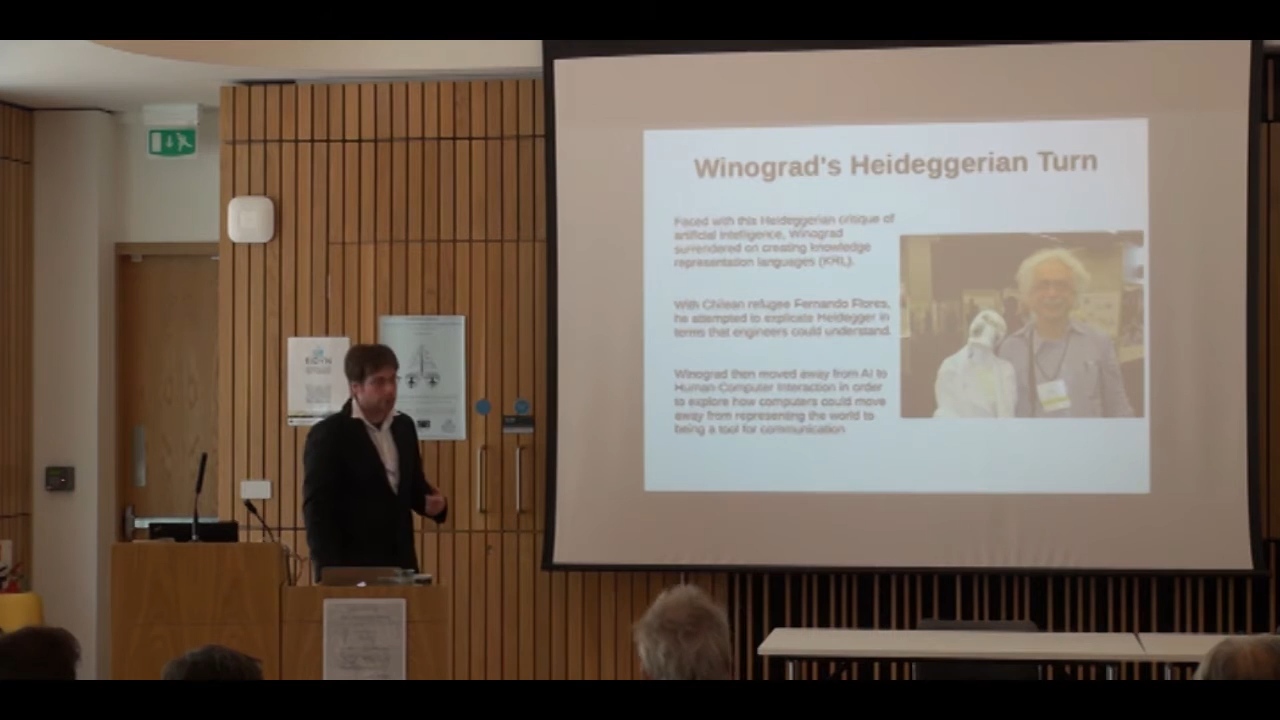 Winograd's Heideggerian Turn
Faced with this Heideggerian critique of
artificial intelligence, Winograd
surrendered on creating knowledge
representation languages (KRL).
With Chilean refugee Fernando Flores,
he attempted to explicate Heidegger in
terms that engineers could understand.
Winograd then moved away from AI to
Human-Computer Interaction in order
to explore how computers could move
away from representing the world to
being a tool for communication